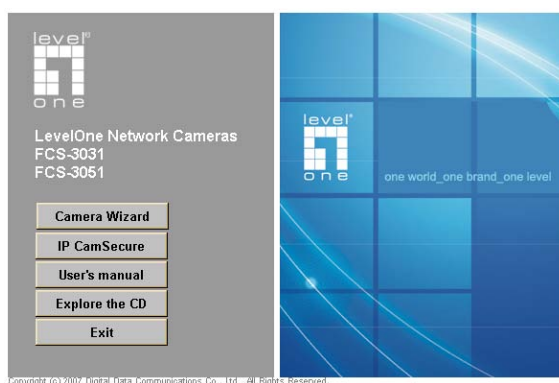 level®
one
LevelOne Network Cameras
FCS-3031
FCS-3051
Camera Wizard
IP CamSecure
User's manual
Explore the CD
Exit
level®
one
one world_one brand_one level
Copyright (c) 2007 Digital Data Communications Co., Ltd., All Rights Reserved